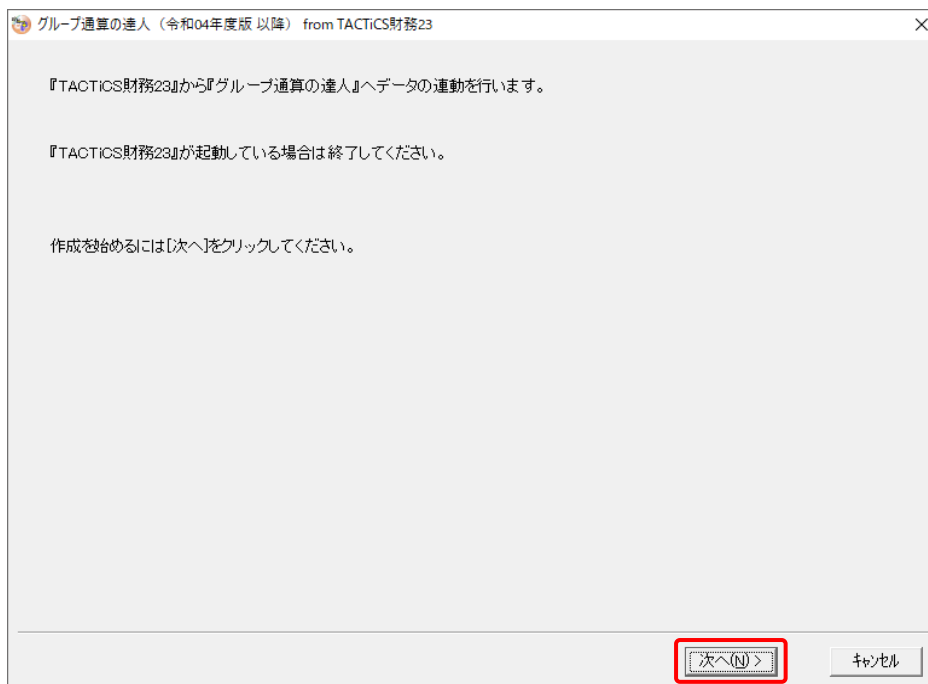 グループ通算の達人（令和04年度版 以降） from TACTiCS財務23
『TACTiCS財務23』から『グループ通算の達人』へデータの連動を行います。
『TACTiCS財務23』が起動している場合は終了してください。
作成を始めるには[次へ]をクリックしてください。
次へ(N) >
キャンセル